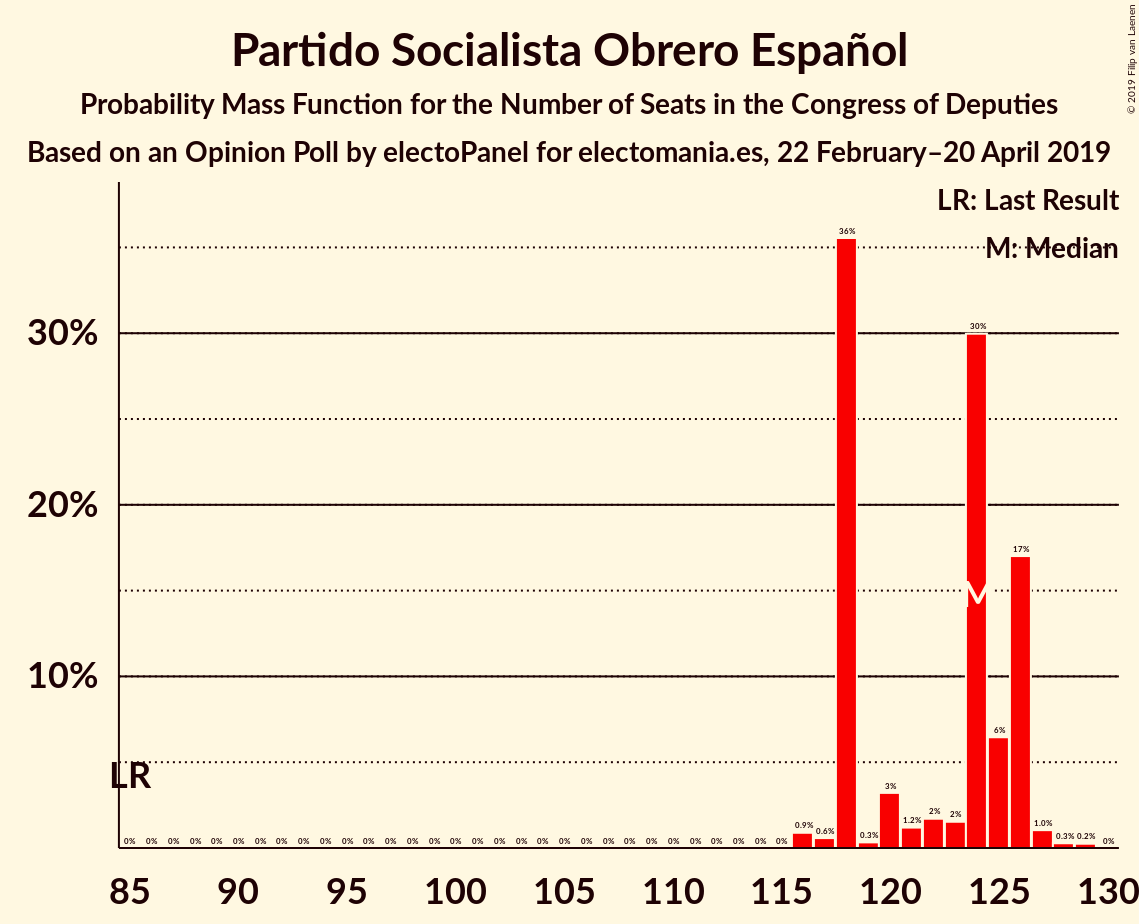 Partido Socialista Obrero Español
Probability Mass Function for the Number of Seats in the Congress of Deputies
Based on an Opinion Poll by electoPanel for electomania.es, 22 February–20 April 2019
© 2019 Filip van Laenen
LR: Last Result
M: Median
30%
20%
10%
LR
M
0% 0% 0% 0% 0% 0% 0% 0% 0% 0% 0% 0% 0% 0% 0% 0% 0% 0% 0% 0% 0% 0% 0% 0% 0% 0% 0% 0% 0% 0% 0% 0.9% 0.6% 36% 0.3% 3% 1.2% 2% 2% 30% 6% 17% 1.0% 0.3% 0.2% 0%
85 90 95 100 105 110 115 120 125 130